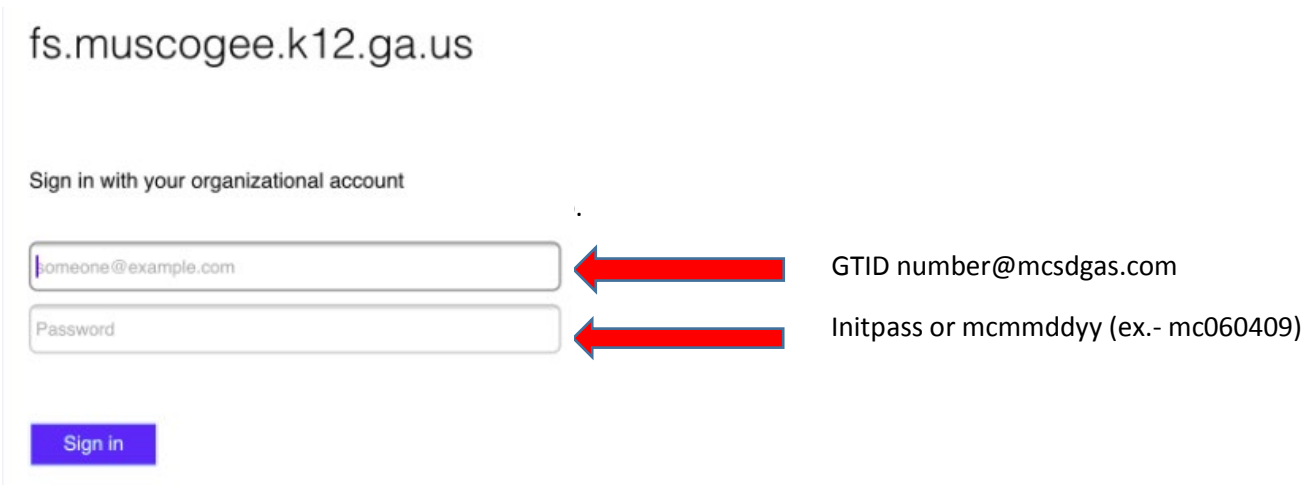 fs.muscogee.k12.ga.us
Sign in with your organizational account
.
someone@example.com
GTID number@mcsdgas.com
Password
Initpass or mcmmddyy (ex.- mc060409)
Sign in